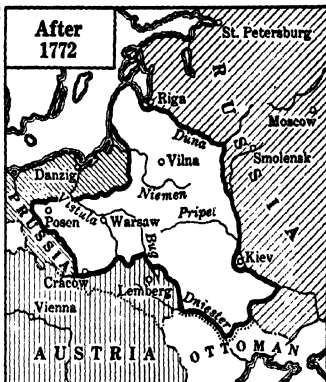 After
1772
St. Petersburg
RUSSIA
Riga
Moscow
Duna
Smolensk
Vilna
Danzig
Niemen
PRUSSIA
Vistula
Posen
Warsaw
Pripet
Bug
Kiev
Cracow
Lemberg
Vienna
Dniester
AUSTRIA
OTTOMAN